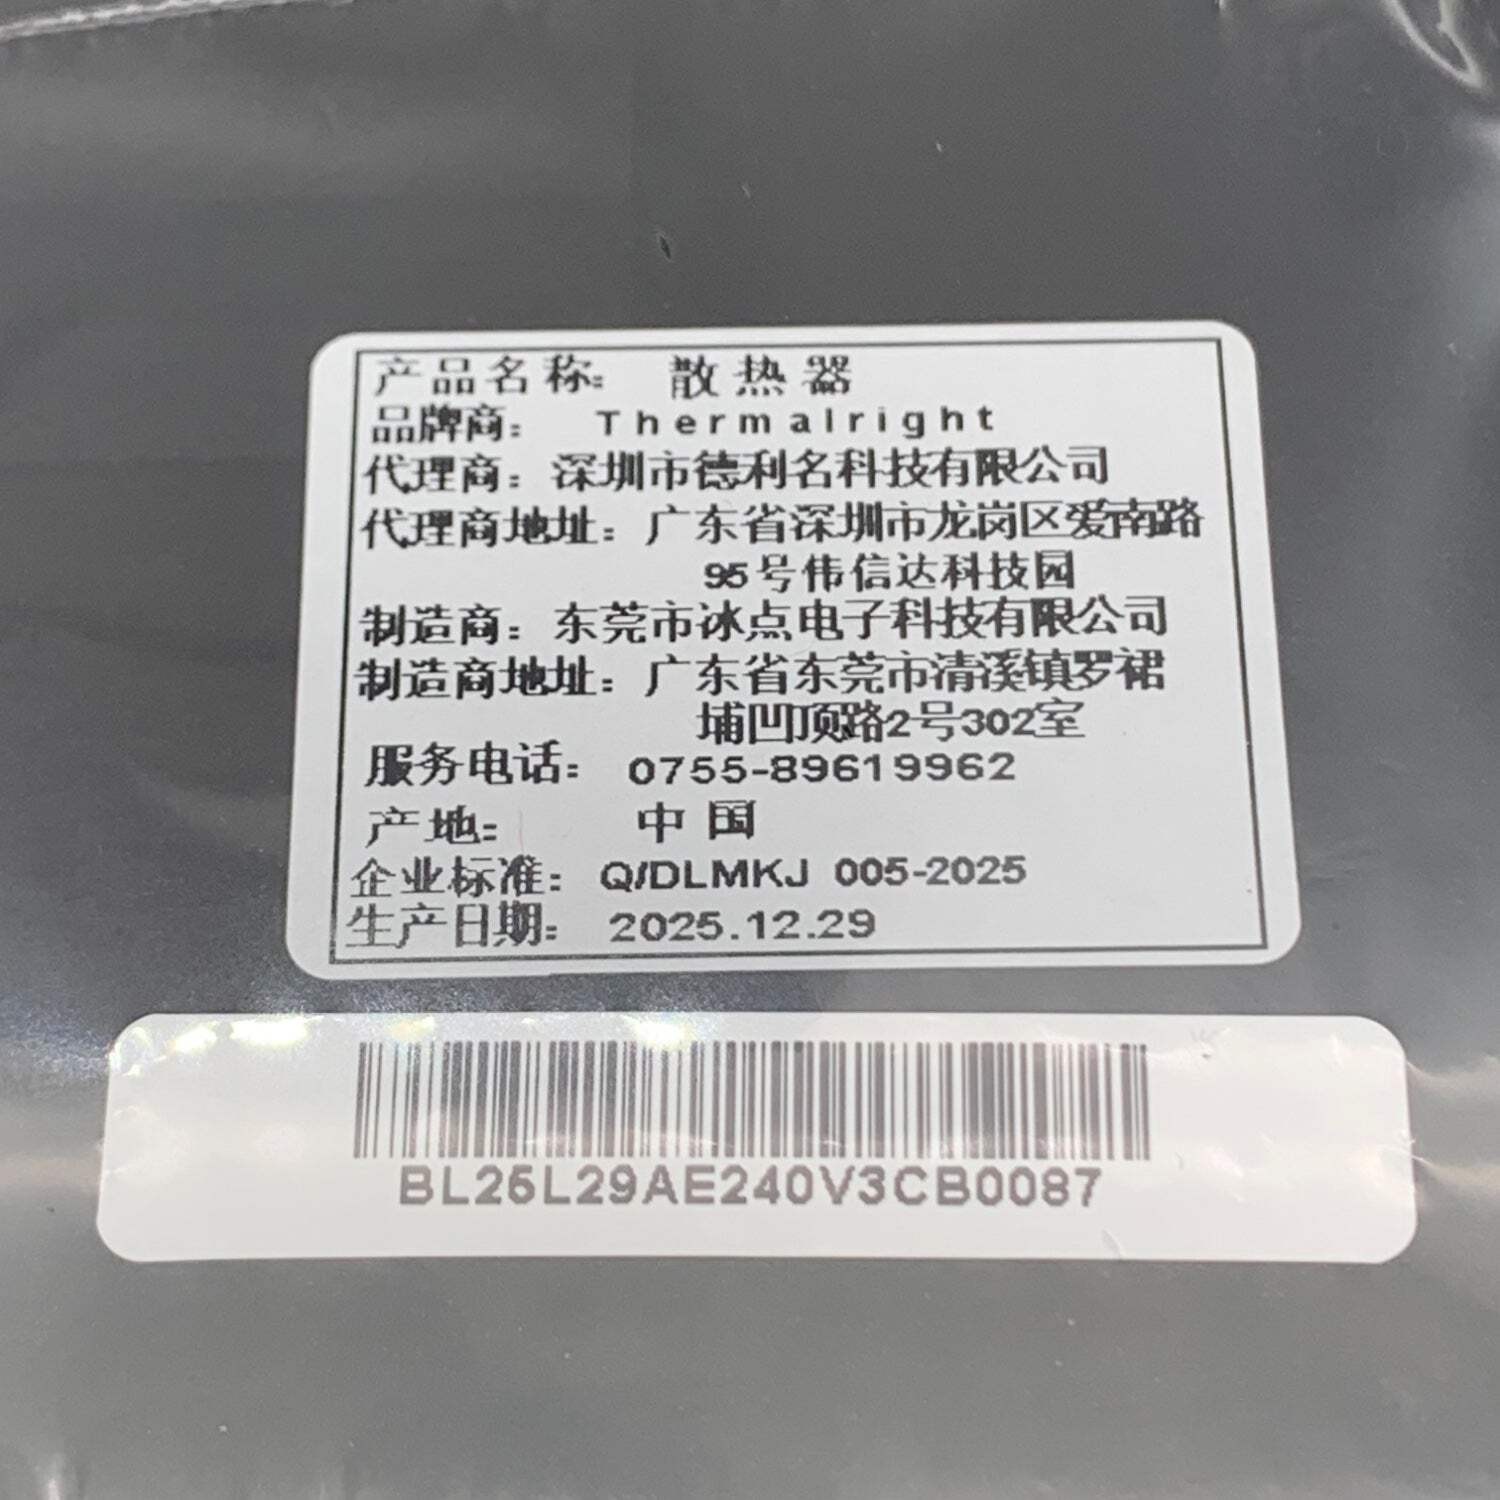 产品名称： 散热器
品牌商： Thermalright
代理商：深圳市德利名科技有限公司
代理商地址：广东省深圳市龙岗区爱南路
95号伟信达科技园
制造商：东莞市冰点电子科技有限公司
制造商地址：广东省东莞市清溪镇罗裙
埔凹顶路2号302室
服务电话： 0755-89619962
产地： 中国
企业标准： Q/DLMKJ 005-2025
生产日期： 2025.12.29
BL25L29AE240V3CB0087